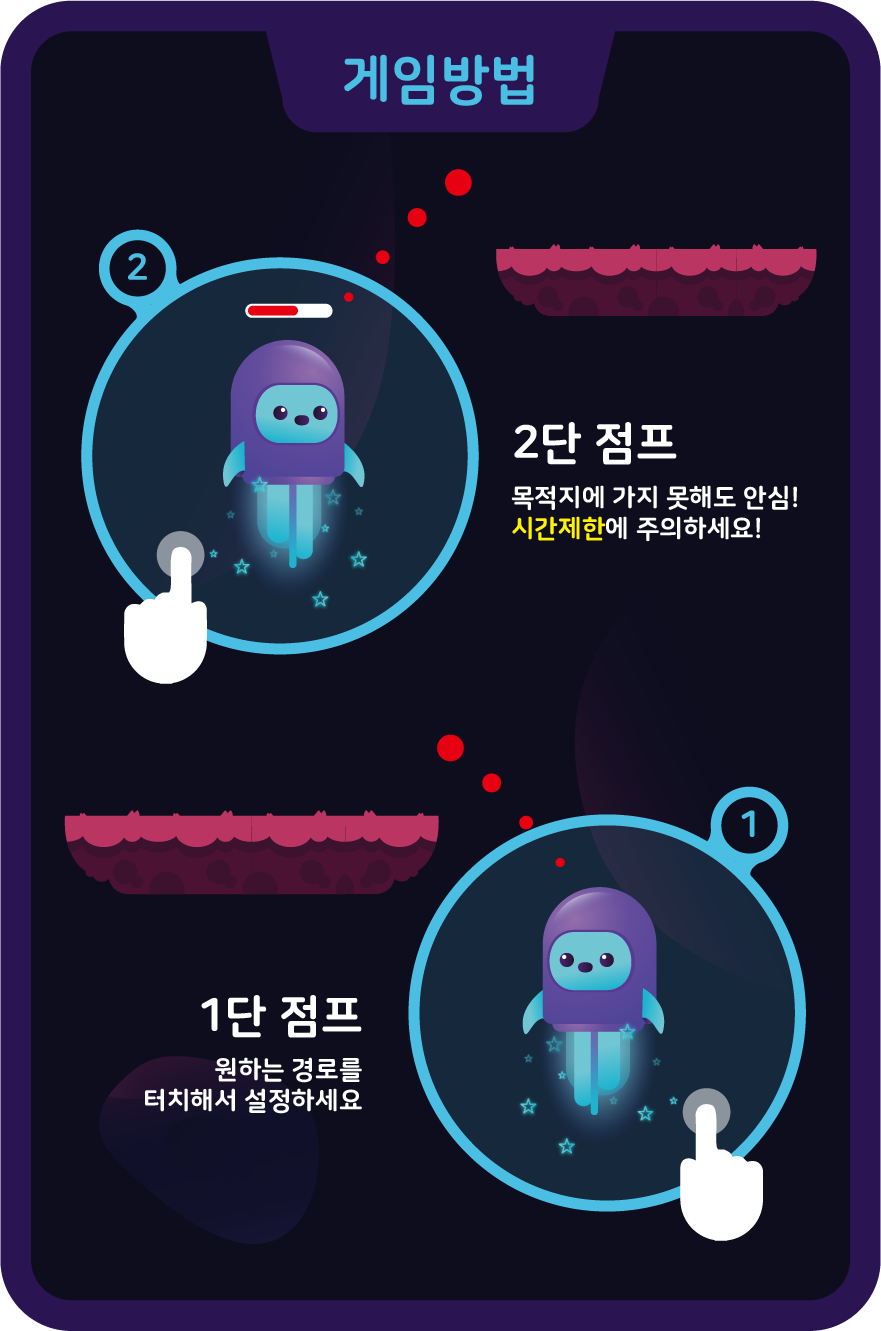 게임방법
2
2단 점프
목적지에 가지 못해도 안심!
시간제한에 주의하세요!
1
1단 점프
원하는 경로를
터치해서 설정하세요